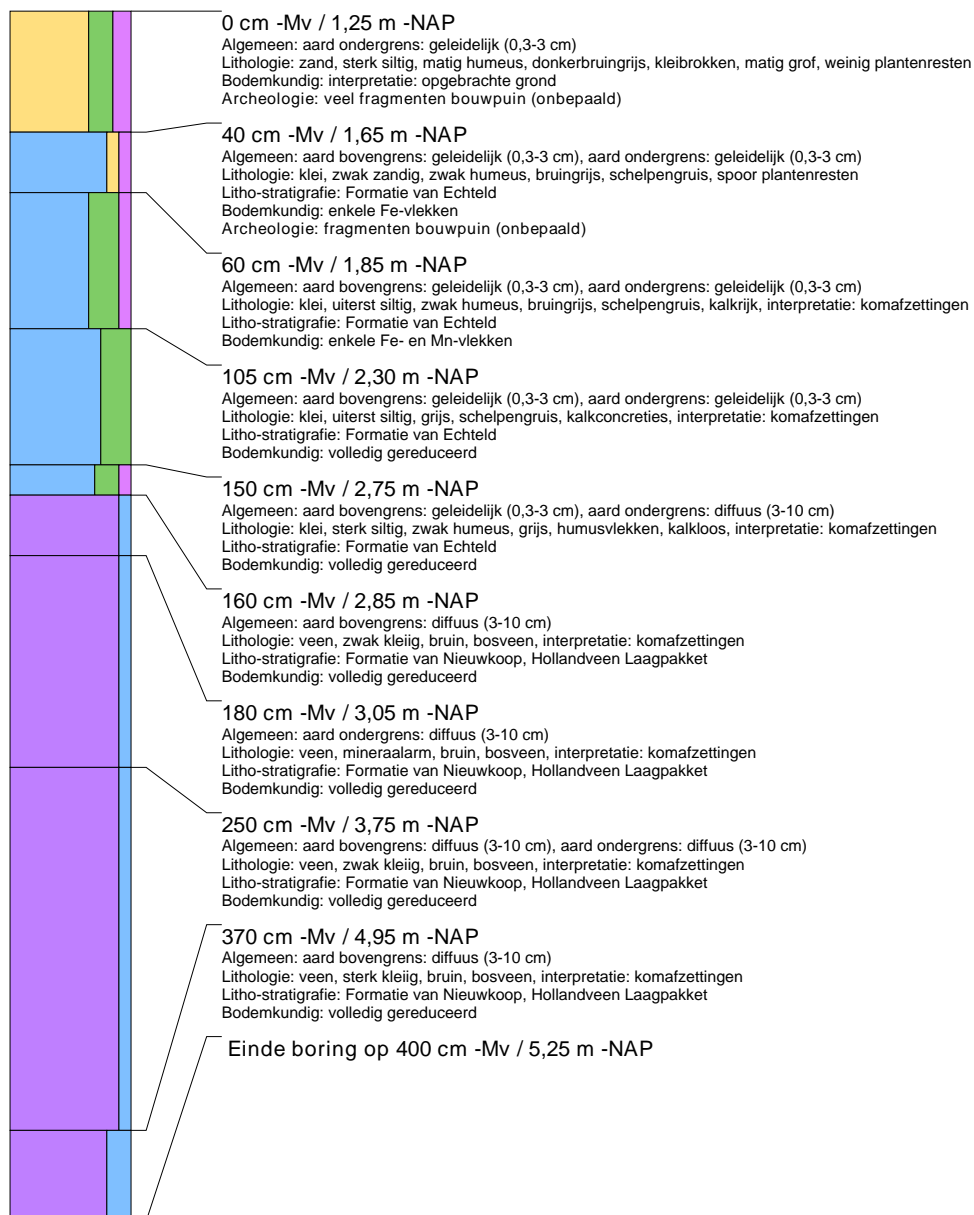 0 cm -Mv / 1,25 m -NAP
Algemeen: aard ondergrens: geleidelijk (0,3-3 cm)
Lithologie: zand, sterk siltig, matig humeus, donkerbruingrijs, kleibrokken, matig grof, weinig plantenresten
Bodemkundig: interpretatie: opgebrachte grond
Archeologie: veel fragmenten bouwpuin (onbepaald)
40 cm -Mv / 1,65 m -NAP
Algemeen: aard bovengrens: geleidelijk (0,3-3 cm), aard ondergrens: geleidelijk (0,3-3 cm)
Lithologie: klei, zwak zandig, zwak humeus, bruingrijs, schelpengruis, spoor plantenresten
Litho-stratigrafie: Formatie van Echteld
Bodemkundig: enkele Fe-vlekken
Archeologie: fragmenten bouwpuin (onbepaald)
60 cm -Mv / 1,85 m -NAP
Algemeen: aard bovengrens: geleidelijk (0,3-3 cm), aard ondergrens: geleidelijk (0,3-3 cm)
Lithologie: klei, uiterst siltig, zwak humeus, bruingrijs, schelpengruis, kalkrijk, interpretatie: komafzettingen
Litho-stratigrafie: Formatie van Echteld
Bodemkundig: enkele Fe- en Mn-vlekken
105 cm -Mv / 2,30 m -NAP
Algemeen: aard bovengrens: geleidelijk (0,3-3 cm), aard ondergrens: geleidelijk (0,3-3 cm)
Lithologie: klei, uiterst siltig, grijs, schelpengruis, kalkconcreties, interpretatie: komafzettingen
Litho-stratigrafie: Formatie van Echteld
Bodemkundig: volledig gereduceerd
150 cm -Mv / 2,75 m -NAP
Algemeen: aard bovengrens: geleidelijk (0,3-3 cm), aard ondergrens: diffuus (3-10 cm)
Lithologie: klei, sterk siltig, zwak humeus, grijs, humusvlekken, kalkloos, interpretatie: komafzettingen
Litho-stratigrafie: Formatie van Echteld
Bodemkundig: volledig gereduceerd
160 cm -Mv / 2,85 m -NAP
Algemeen: aard bovengrens: diffuus (3-10 cm)
Lithologie: veen, zwak kleiig, bruin, bosveen, interpretatie: komafzettingen
Litho-stratigrafie: Formatie van Nieuwkoop, Hollandveen Laagpakket
Bodemkundig: volledig gereduceerd
180 cm -Mv / 3,05 m -NAP
Algemeen: aard ondergrens: diffuus (3-10 cm)
Lithologie: veen, mineraalarm, bruin, bosveen, interpretatie: komafzettingen
Litho-stratigrafie: Formatie van Nieuwkoop, Hollandveen Laagpakket
Bodemkundig: volledig gereduceerd
250 cm -Mv / 3,75 m -NAP
Algemeen: aard bovengrens: diffuus (3-10 cm), aard ondergrens: diffuus (3-10 cm)
Lithologie: veen, zwak kleiig, bruin, bosveen, interpretatie: komafzettingen
Litho-stratigrafie: Formatie van Nieuwkoop, Hollandveen Laagpakket
Bodemkundig: volledig gereduceerd
370 cm -Mv / 4,95 m -NAP
Algemeen: aard bovengrens: diffuus (3-10 cm)
Lithologie: veen, sterk kleiig, bruin, bosveen, interpretatie: komafzettingen
Litho-stratigrafie: Formatie van Nieuwkoop, Hollandveen Laagpakket
Bodemkundig: volledig gereduceerd
Einde boring op 400 cm -Mv / 5,25 m -NAP